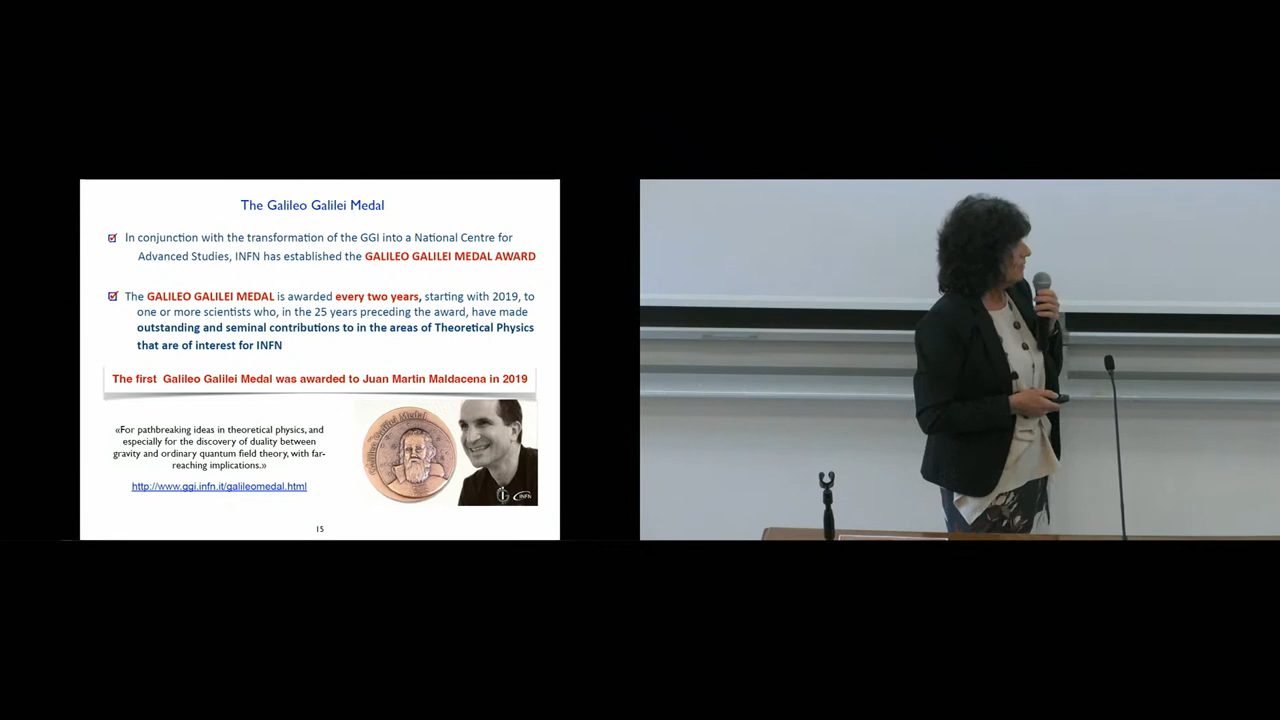 The Galileo Galilei Medal
In conjunction with the transformation of the GGI into a National Centre for
Advanced Studies, INFN has established the GALILEO GALILEI MEDAL AWARD
The GALILEO GALILEI MEDAL is awarded every two years, starting with 2019, to
one or more scientists who, in the 25 years preceding the award, have made
outstanding and seminal contributions to in the areas of Theoretical Physics
that are of interest for INFN
The first Galileo Galilei Medal was awarded to Juan Martin Maldacena in 2019
«For pathbreaking ideas in theoretical physics, and
especially for the discovery of duality between
gravity and ordinary quantum field theory, with far-
reaching implications.»
http://www.ggi.infn.it/galileomedal.html
Galileo Galilei Medal
INFN
15